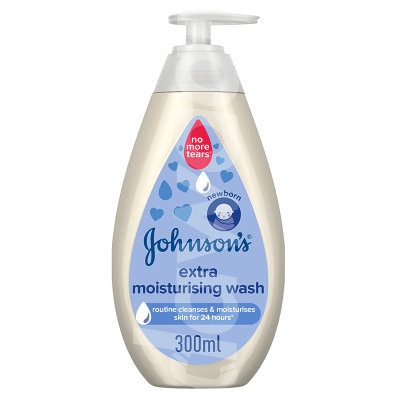 no
more
tears®
newborn
Johnson's®
extra
moisturising wash
routine cleanses & moisturises
skin for 24 hours*
300ml